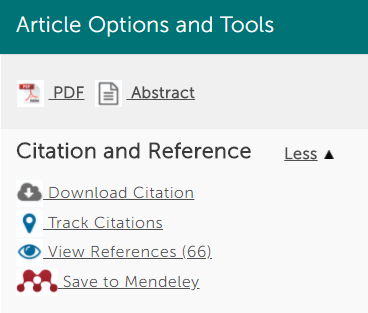 Article Options and Tools
PDF Abstract
Citation and Reference Less ▲
Download Citation
Track Citations
View References (66)
Save to Mendeley